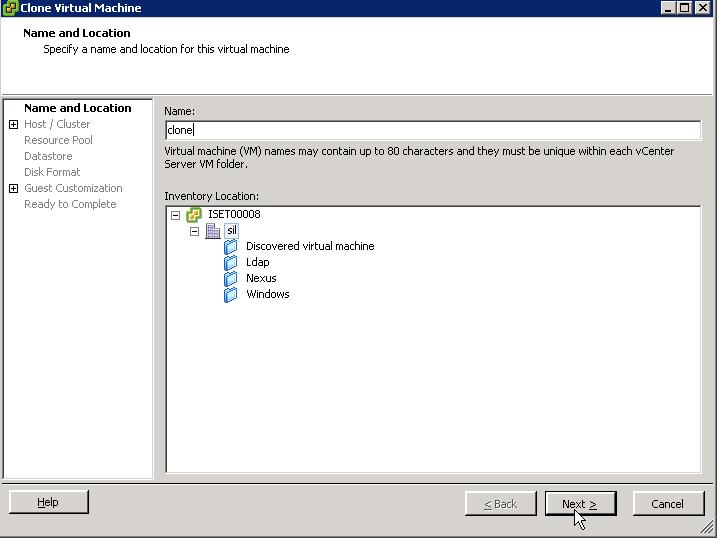 Clone Virtual Machine
Name and Location
Specify a name and location for this virtual machine
Name and Location
Host / Cluster
Resource Pool
Datastore
Disk Format
Guest Customization
Ready to Complete
Name:
clone
Virtual machine (VM) names may contain up to 80 characters and they must be unique within each vCenter
Server VM folder.
Inventory Location:
ISET00008
sil
Discovered virtual machine
Ldap
Nexus
Windows
Help
< Back
Next >
Cancel